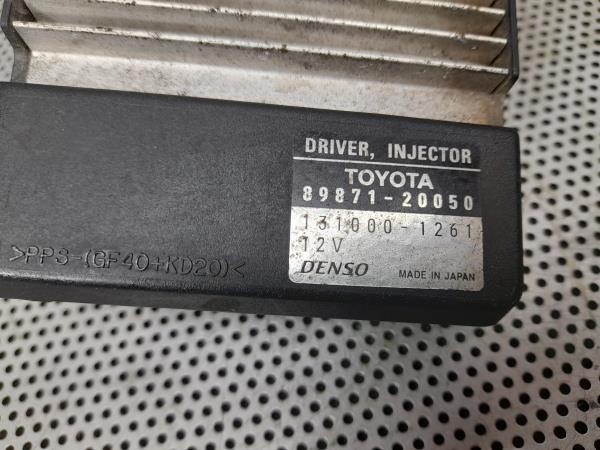 DRIVER, INJECTOR
TOYOTA
89871-20050
131000-1261
12V
DENSO MADE IN JAPAN
>PPS-(GF40+KD20)<